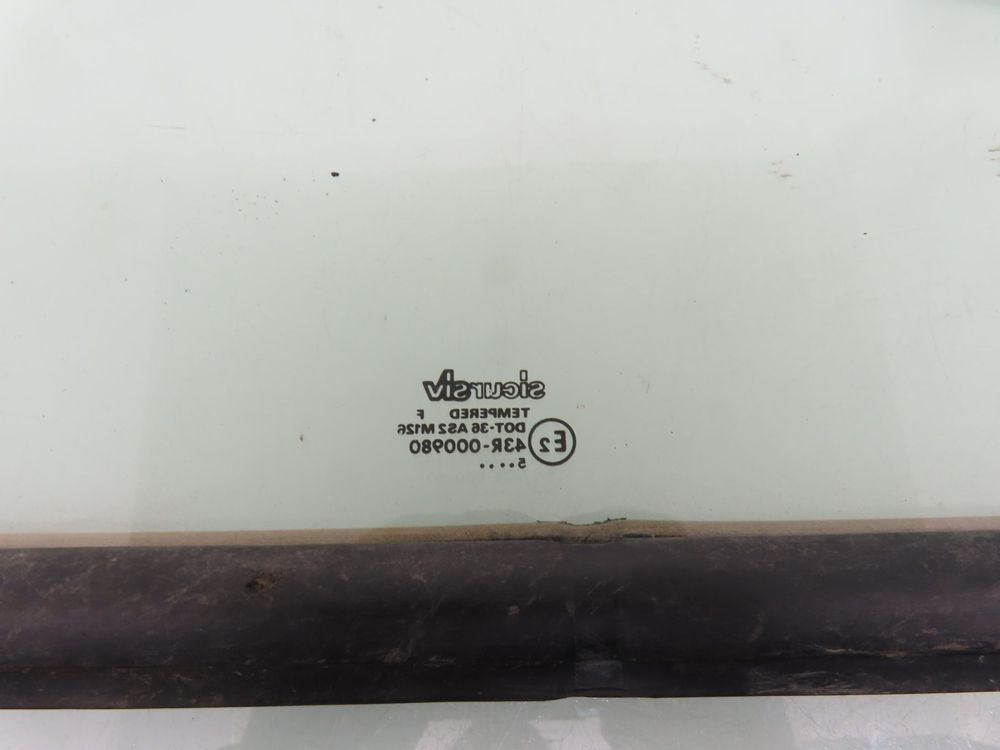 sicursiv
TEMPERED F
DOT-36 AS2 M126
E2 43R-000980
5••••